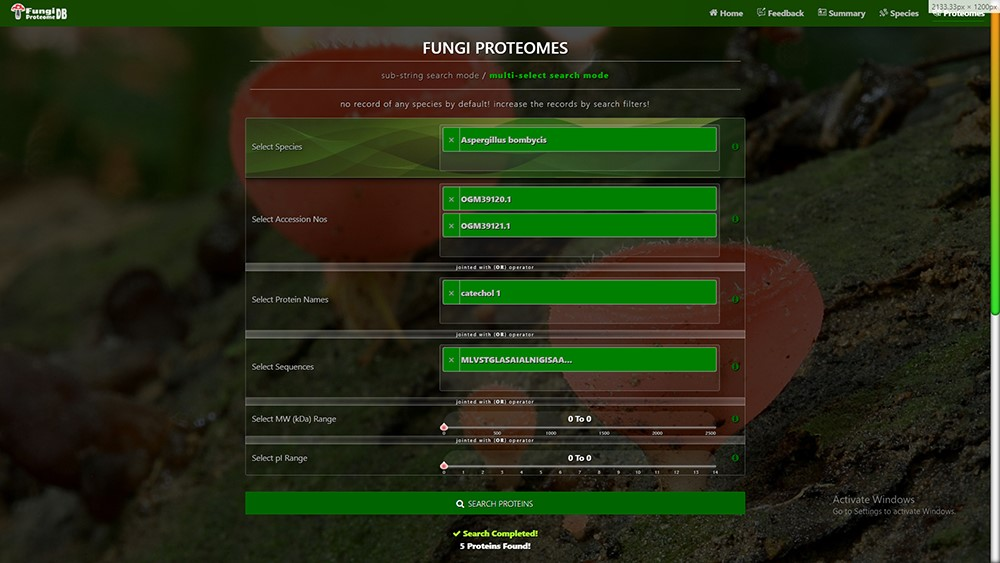 Fungi
Proteome DB
Home
Feedback
Summary
Species
Proteomes
2133.33px × 1200px
FUNGI PROTEOMES
sub-string search mode / multi-select search mode
no record of any species by default! increase the records by search filters!
Select Species
× Aspergillus bombycis
Select Accession Nos
× OGM39120.1
× OGM39121.1
jointed with (OR) operator
Select Protein Names
× catechol 1
jointed with (OR) operator
Select Sequences
× MLVSTGLASAIALNIGISAA...
jointed with (OR) operator
Select MW (kDa) Range
0 To 0
0 500 1000 1500 2000 2500
jointed with (OR) operator
Select pI Range
0 To 0
0 1 2 3 4 5 6 7 8 9 10 11 12 13 14
SEARCH PROTEINS
Search Completed!
5 Proteins Found!
Activate Windows
Go to Settings to activate Windows.